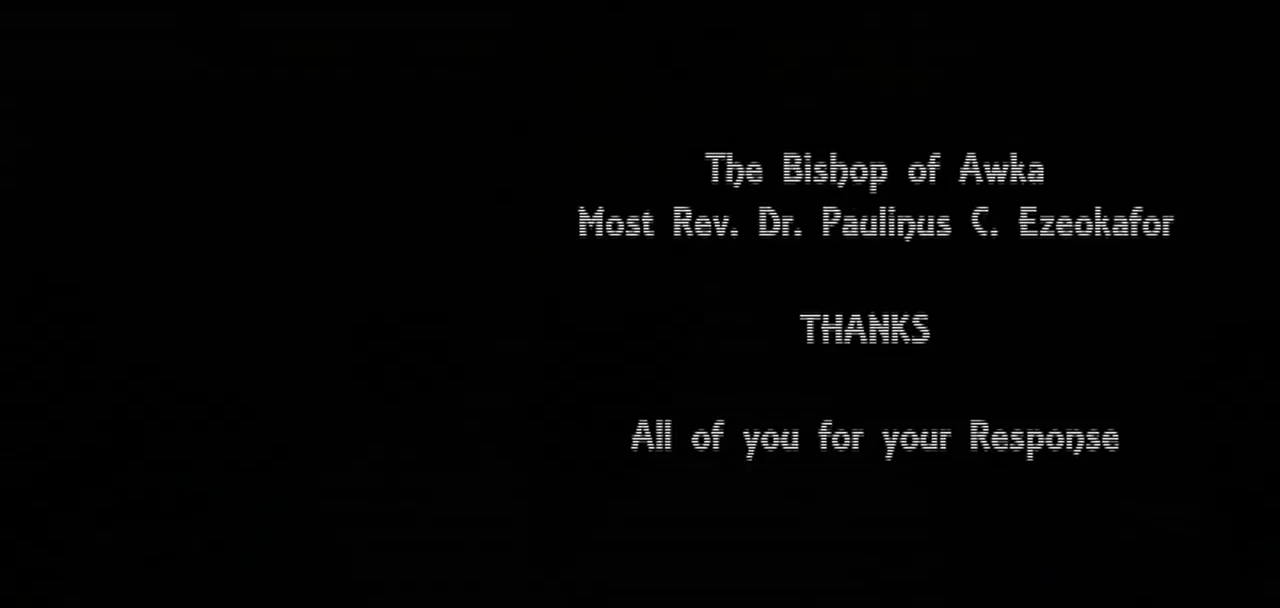 The Bishop of Awka
Most Rev. Dr. Paulinus C. Ezeokafor
THANKS
All of you for your Response